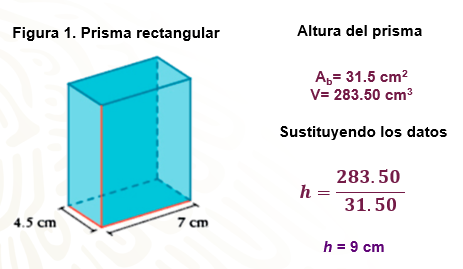 Figura 1. Prisma rectangular
4.5 cm
7 cm
Altura del prisma
Ab= 31.5 cm²
V= 283.50 cm³
Sustituyendo los datos
h = 283.50 / 31.50
h = 9 cm